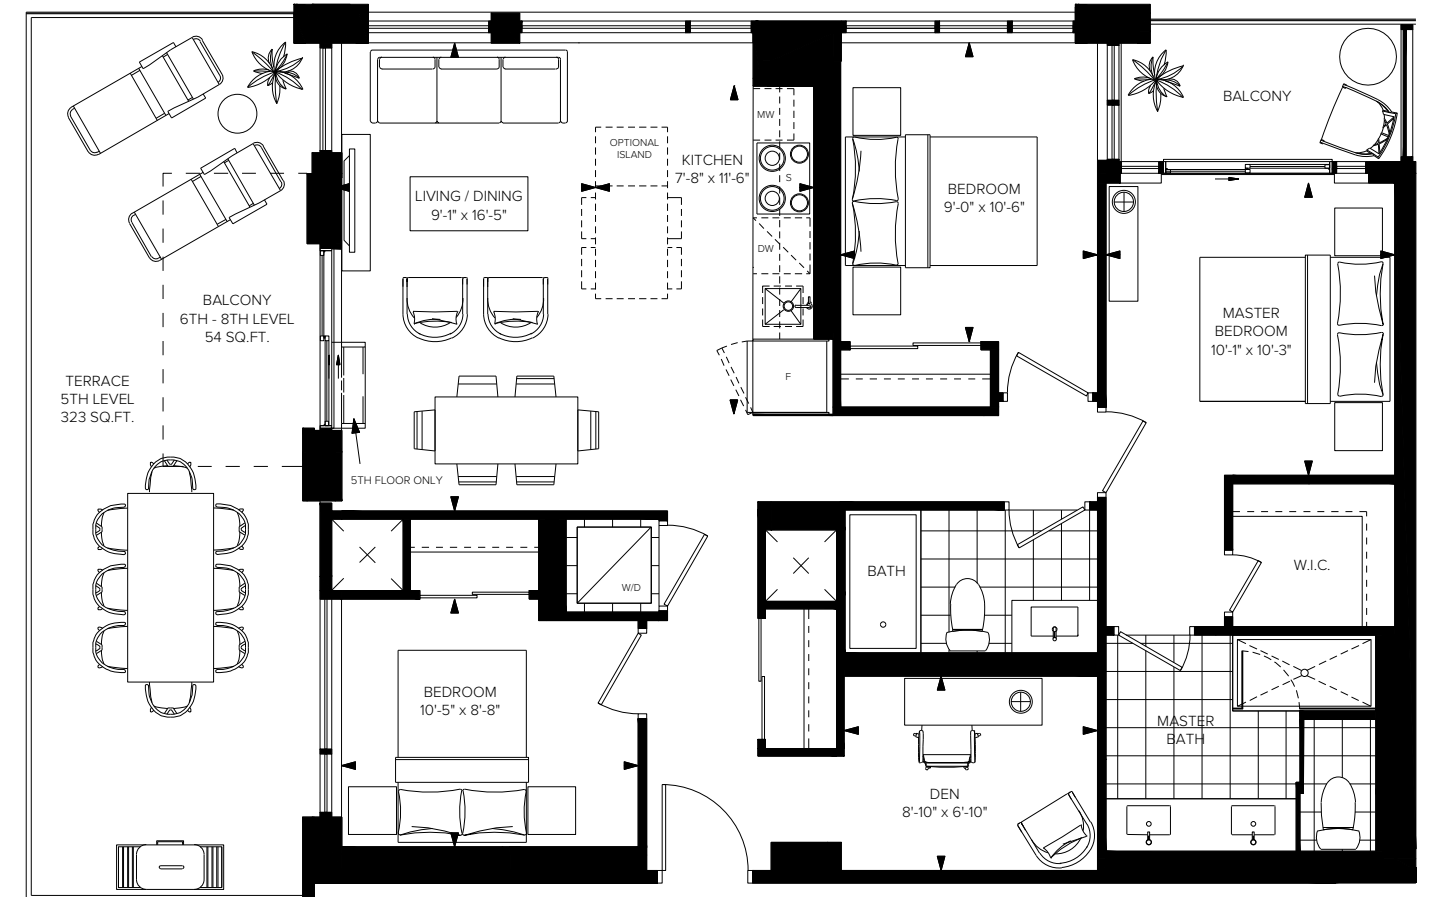 BALCONY
OPTIONAL
ISLAND
MW
KITCHEN
7'-8" x 11'-6"
S
LIVING / DINING
9'-1" x 16'-5"
BEDROOM
9'-0" x 10'-6"
DW
BALCONY
6TH - 8TH LEVEL
54 SQ.FT.
MASTER
BEDROOM
10'-1" x 10'-3"
TERRACE
5TH LEVEL
323 SQ.FT.
F
5TH FLOOR ONLY
BATH
W.I.C.
W/D
BEDROOM
10'-5" x 8'-8"
MASTER
BATH
DEN
8'-10" x 6'-10"